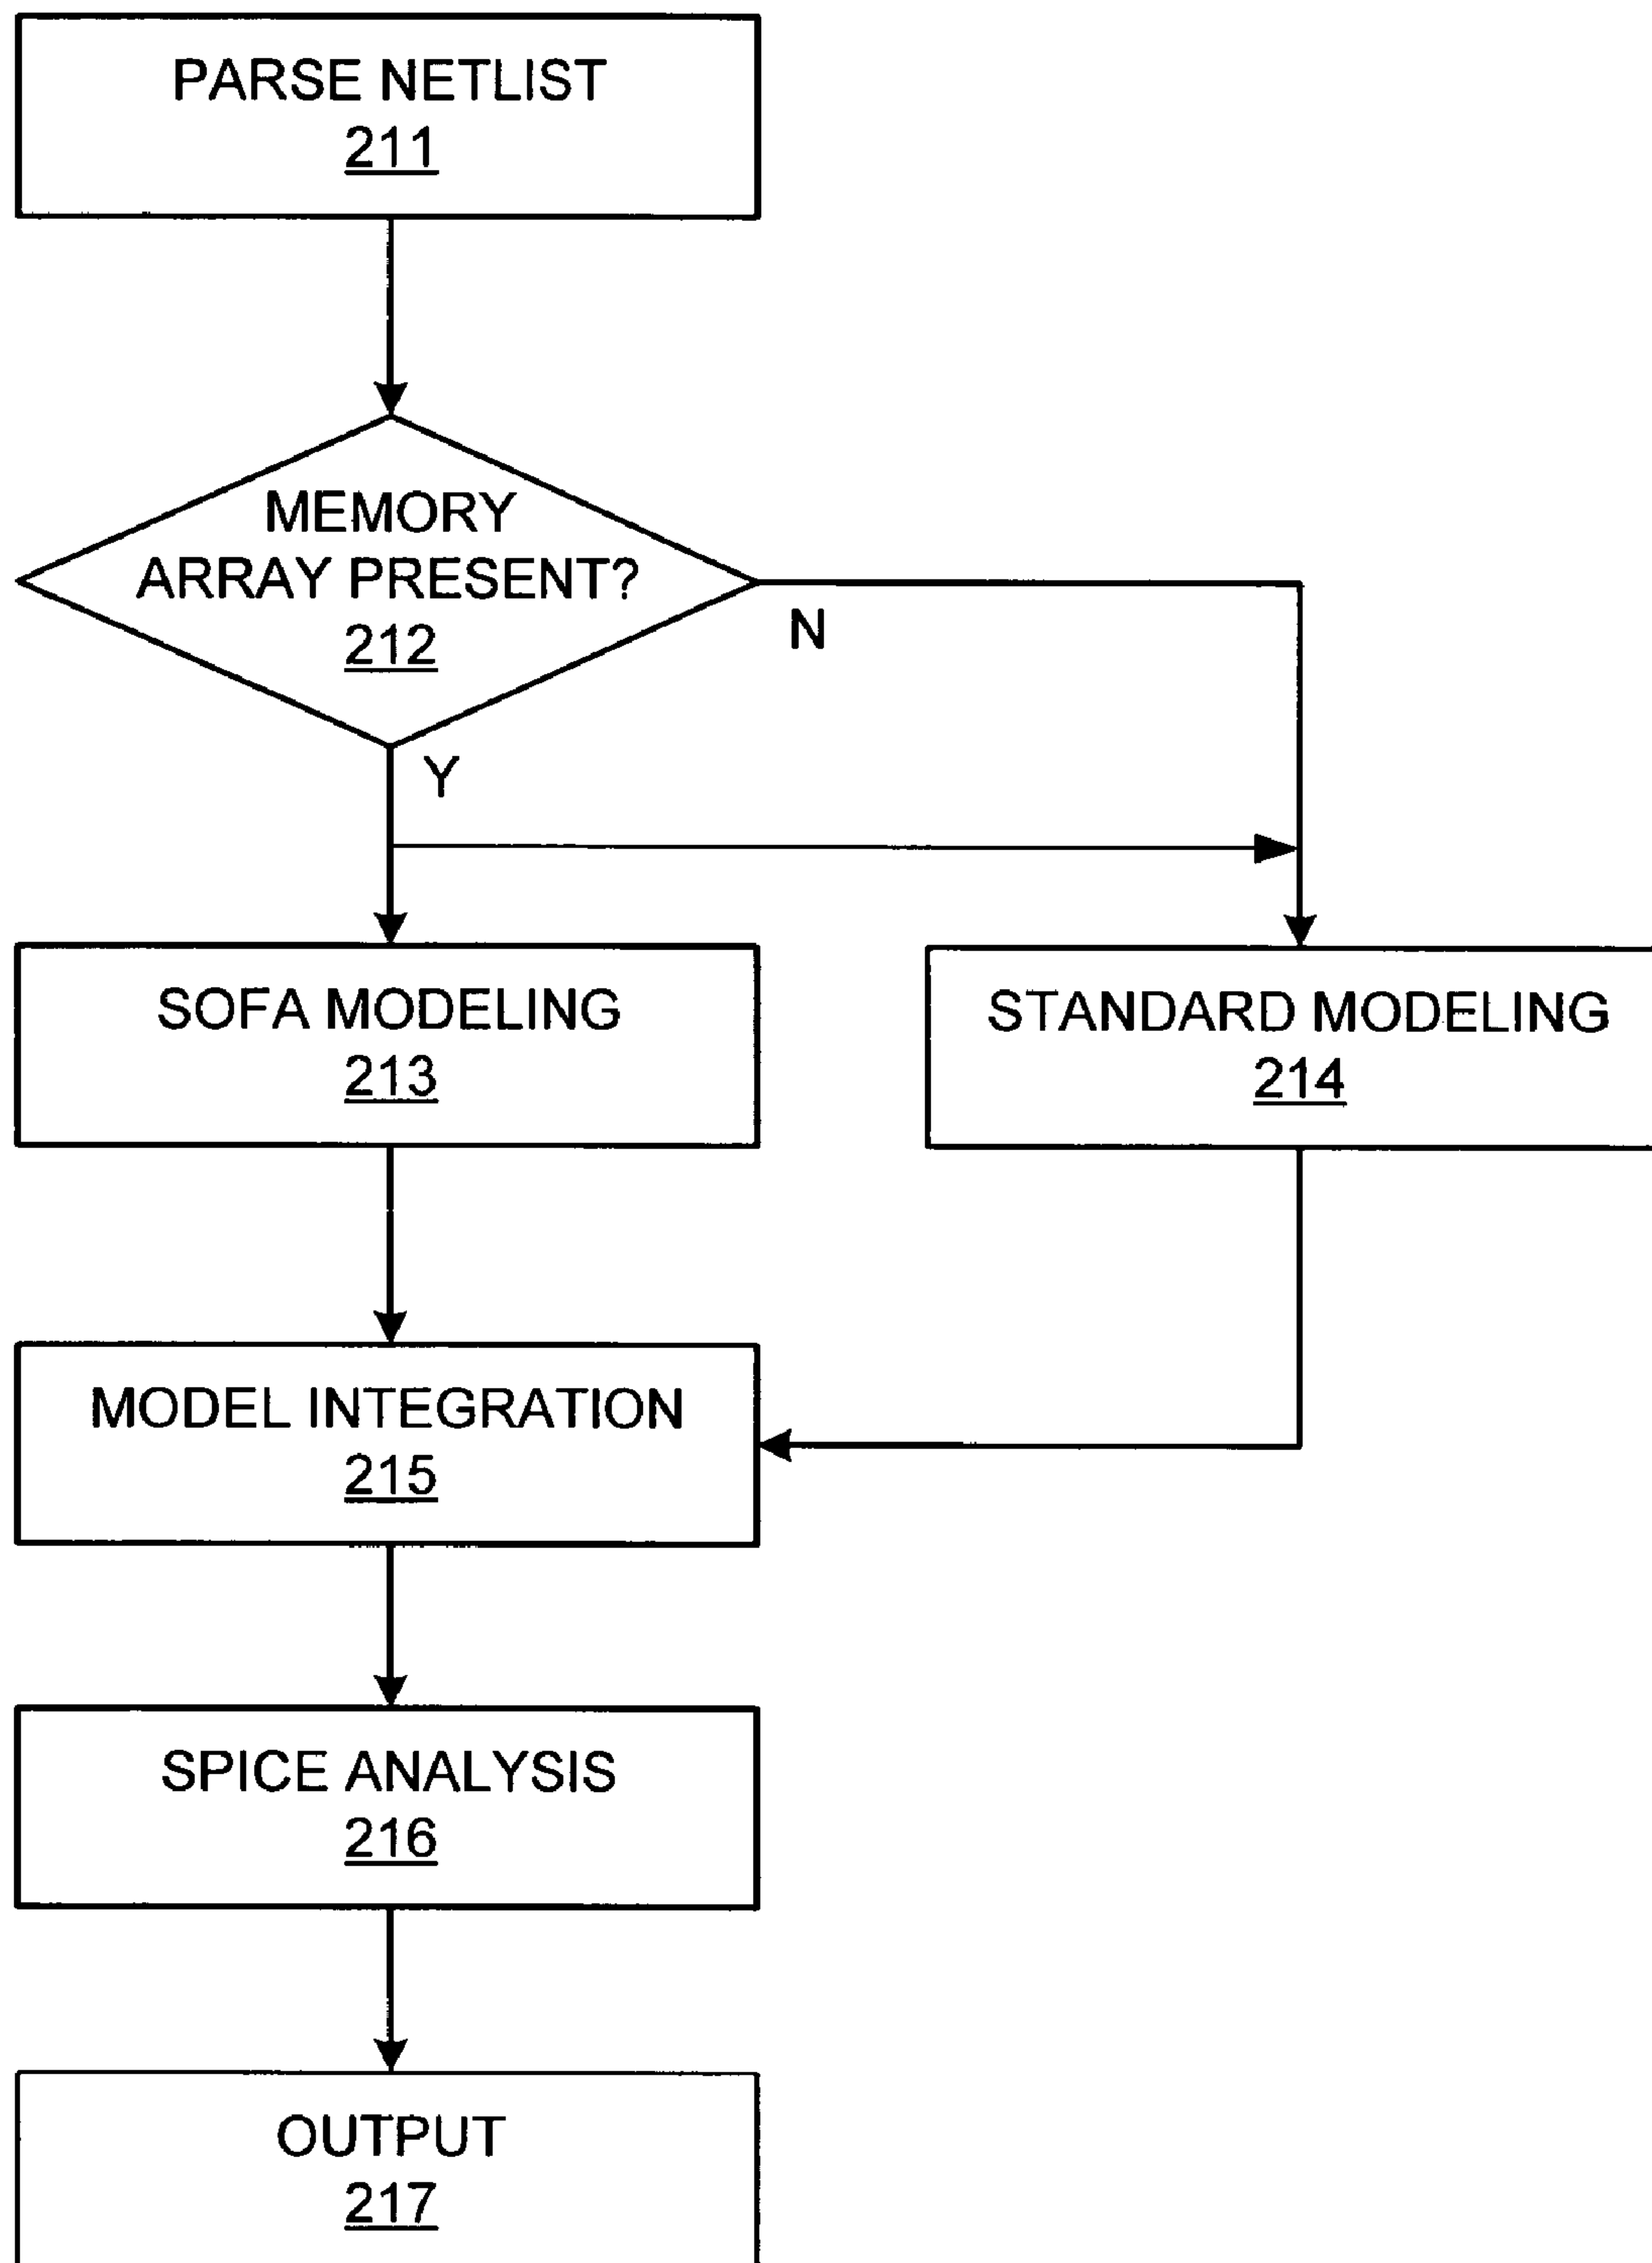 PARSE NETLIST
211
MEMORY
ARRAY PRESENT?
212
N
Y
SOFA MODELING
213
STANDARD MODELING
214
MODEL INTEGRATION
215
SPICE ANALYSIS
216
OUTPUT
217